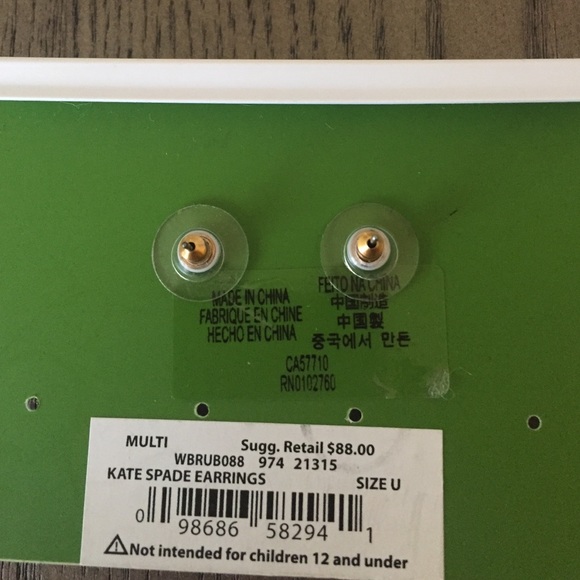 MADE IN CHINA
FABRIQUE EN CHINE
HECHO EN CHINA
FEITO NA CHINA
中国制造
中國製
중국에서 만든
CA57710
RN0102760
MULTI
Sugg. Retail $88.00
WBRUB088 974 21315
KATE SPADE EARRINGS
SIZE U
0 98686 58294 1
Not intended for children 12 and under